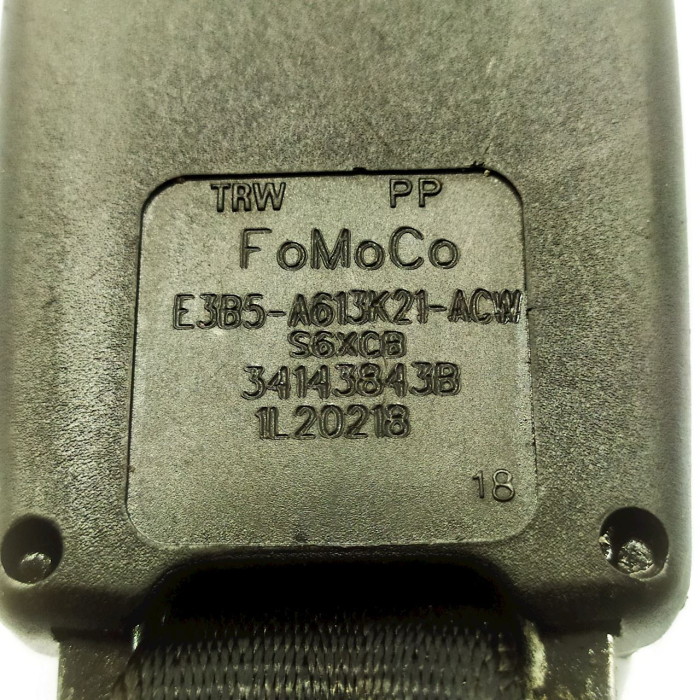 TRW PP
FoMoCo
E3B5-A613K21-ACW
S6XCB
34143843B
1L20218
18